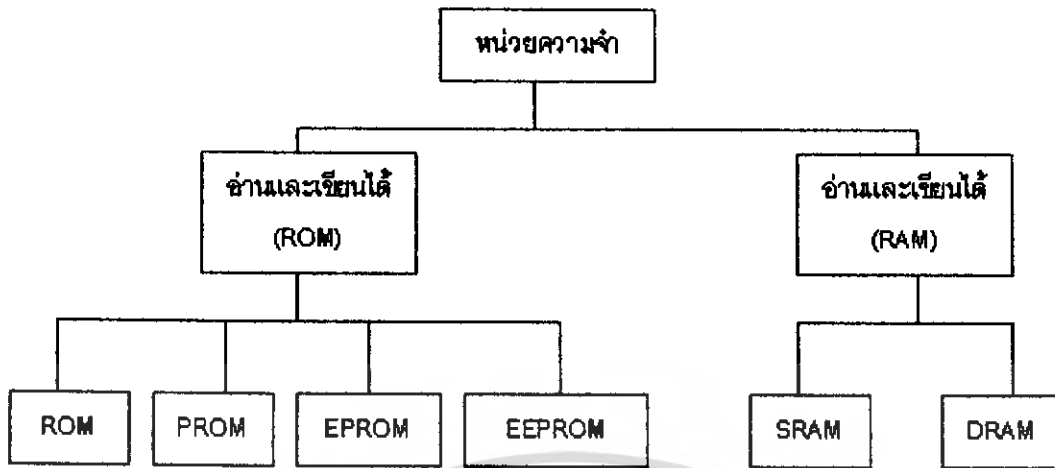 หน่วยความจำ
อ่านและเขียนได้
(ROM)
อ่านและเขียนได้
(RAM)
ROM
PROM
EPROM
EEPROM
SRAM
DRAM